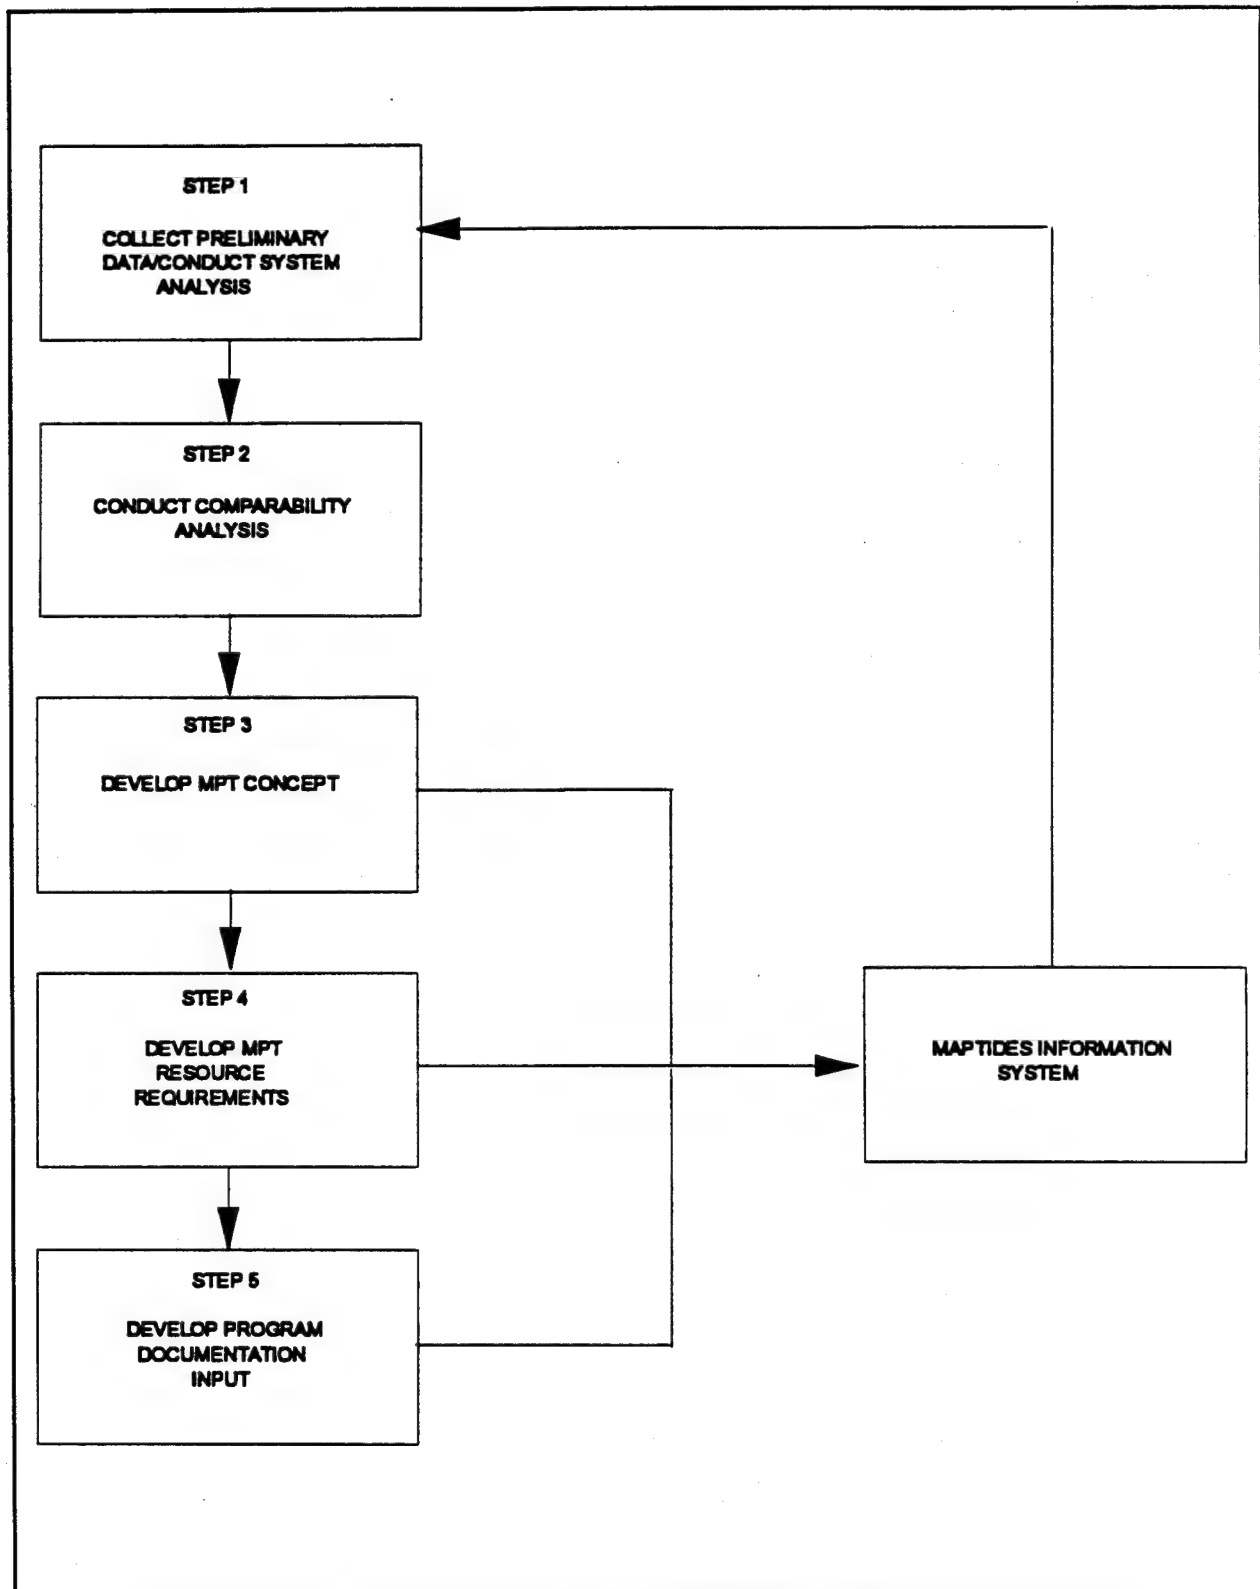 STEP 1
COLLECT PRELIMINARY
DATA/CONDUCT SYSTEM
ANALYSIS
STEP 2
CONDUCT COMPARABILITY
ANALYSIS
STEP 3
DEVELOP MPT CONCEPT
STEP 4
DEVELOP MPT
RESOURCE
REQUIREMENTS
MAPTIDES INFORMATION
SYSTEM
STEP 5
DEVELOP PROGRAM
DOCUMENTATION
INPUT